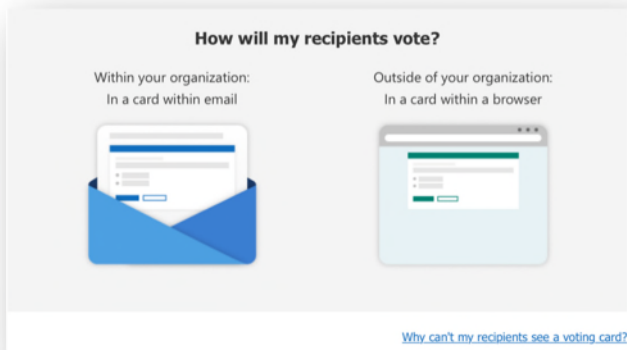 How will my recipients vote?
Within your organization:
In a card within email
Outside of your organization:
In a card within a browser
Why can't my recipients see a voting card?